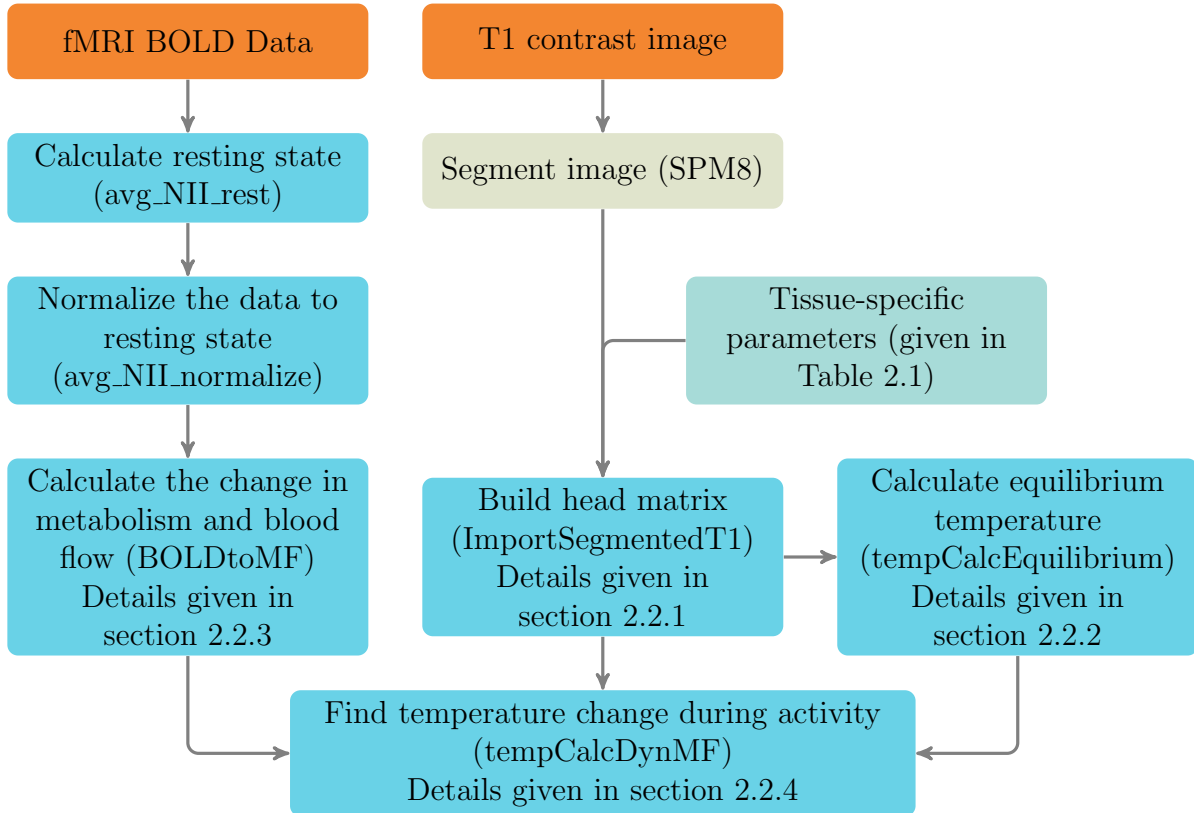 fMRI BOLD Data
T1 contrast image
Calculate resting state
(avg_NII_rest)
Segment image (SPM8)
Normalize the data to
resting state
(avg_NII_normalize)
Tissue-specific
parameters (given in
Table 2.1)
Calculate the change in
metabolism and blood
flow (BOLDtoMF)
Details given in
section 2.2.3
Build head matrix
(ImportSegmentedT1)
Details given in
section 2.2.1
Calculate equilibrium
temperature
(tempCalcEquilibrium)
Details given in
section 2.2.2
Find temperature change during activity
(tempCalcDynMF)
Details given in section 2.2.4